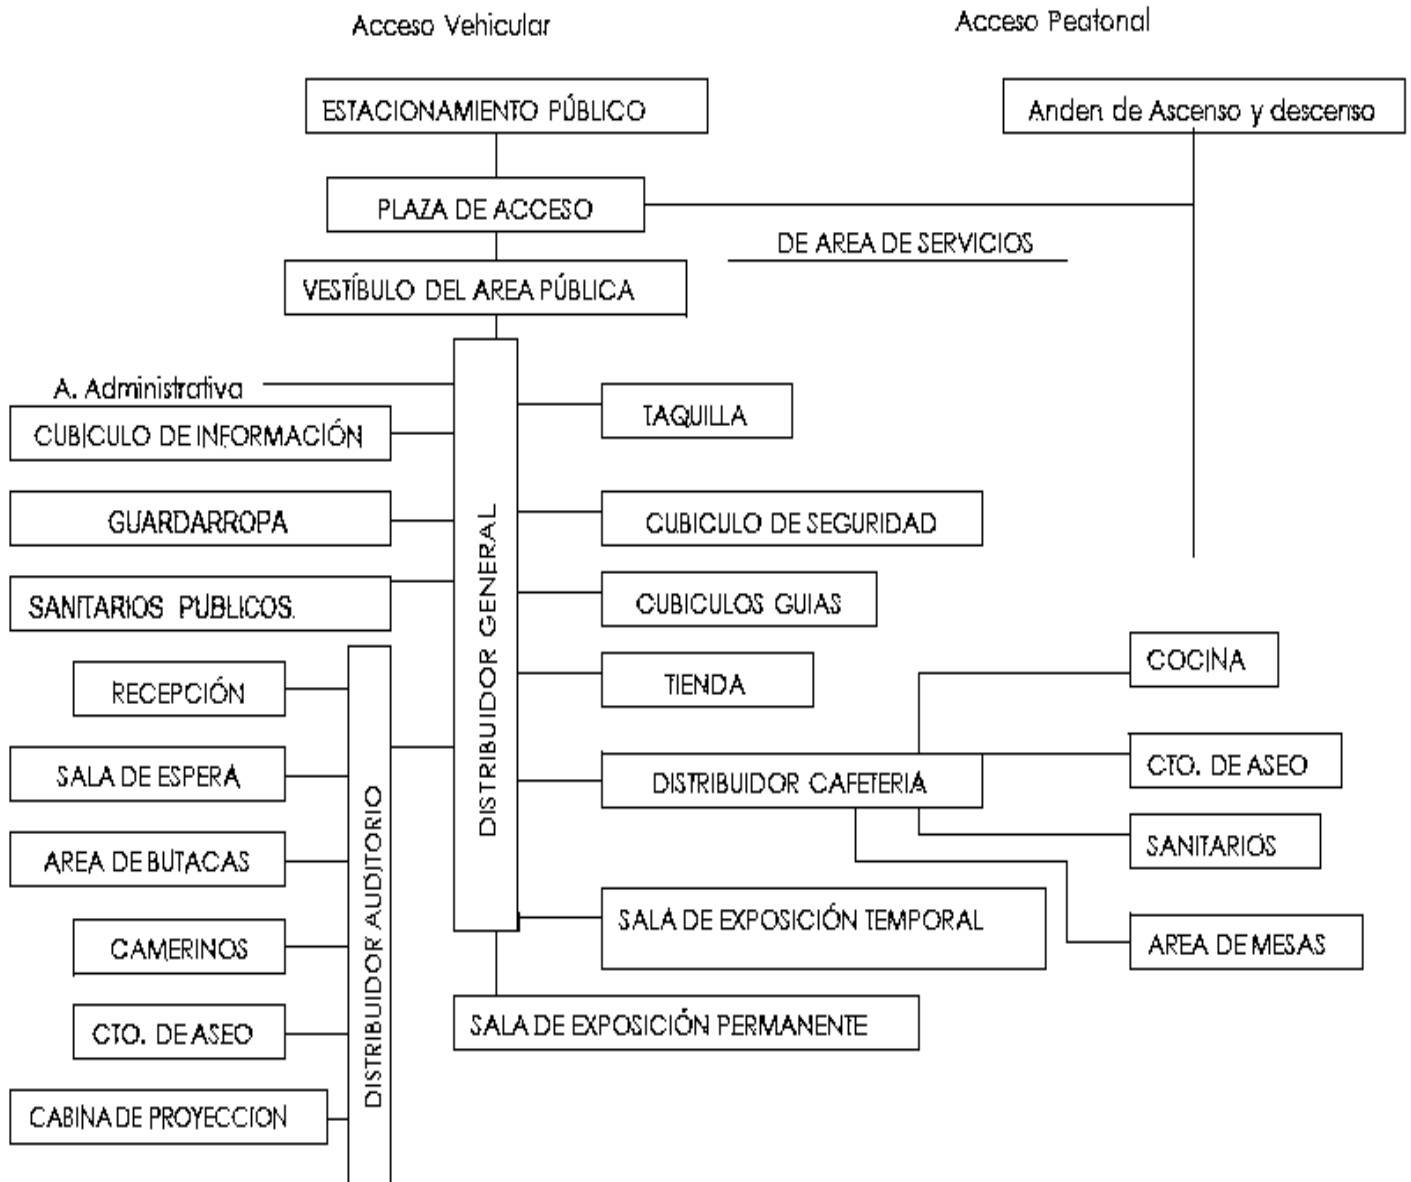 Acceso Vehicular
Acceso Peatonal
ESTACIONAMIENTO PÚBLICO
Anden de Ascenso y descenso
PLAZA DE ACCESO
DE AREA DE SERVICIOS
VESTÍBULO DEL AREA PÚBLICA
A. Administrativa
TAQUILLA
CUBICULO DE INFORMACIÓN
GUARDARROPA
CUBICULO DE SEGURIDAD
SANITARIOS PUBLICOS.
CUBICULOS GUIAS
DISTRIBUIDOR GENERAL
RECEPCIÓN
TIENDA
COCINA
SALA DE ESPERA
DISTRIBUIDOR CAFETERIA
CTO. DE ASEO
AREA DE BUTACAS
SANITARIOS
DISTRIBUIDOR AUDITORIO
CAMERINOS
SALA DE EXPOSICIÓN TEMPORAL
AREA DE MESAS
CTO. DE ASEO
SALA DE EXPOSICIÓN PERMANENTE
CABINA DE PROYECCION